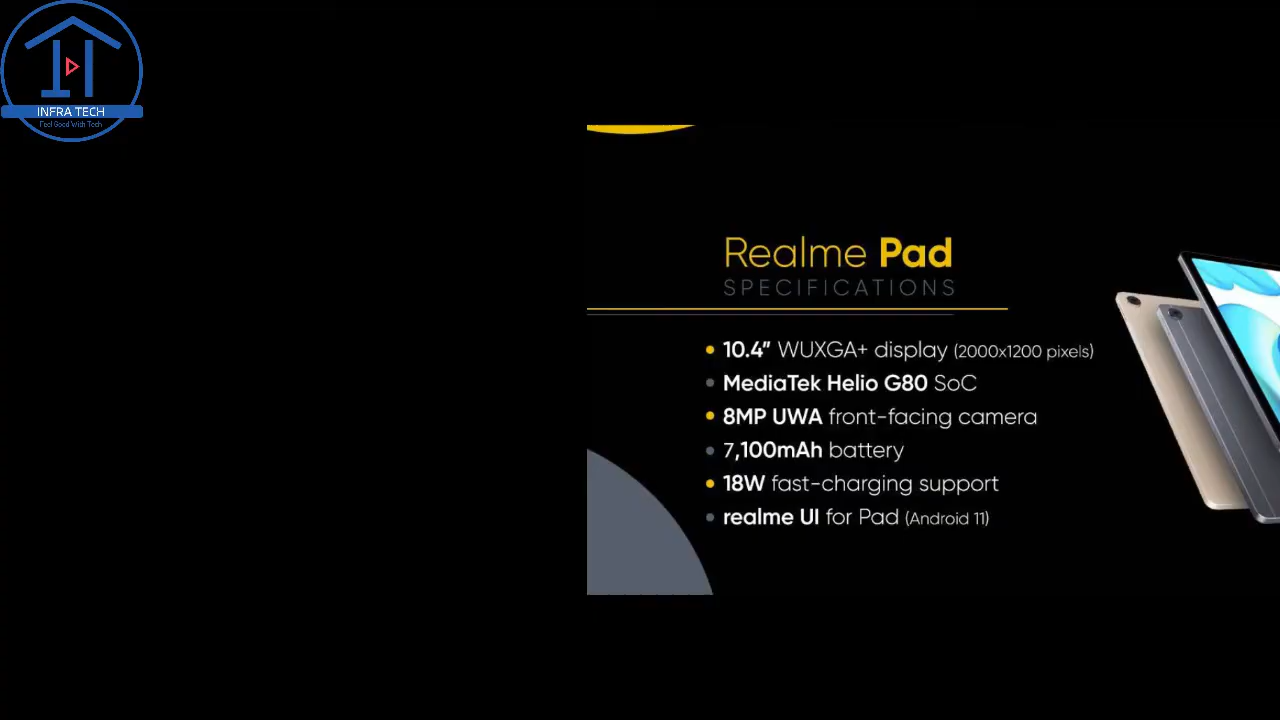 INFRA TECH
Feel Good With Tech
Realme Pad
SPECIFICATIONS
10.4” WUXGA+ display (2000x1200 pixels)
MediaTek Helio G80 SoC
8MP UWA front-facing camera
7,100mAh battery
18W fast-charging support
realme UI for Pad (Android 11)